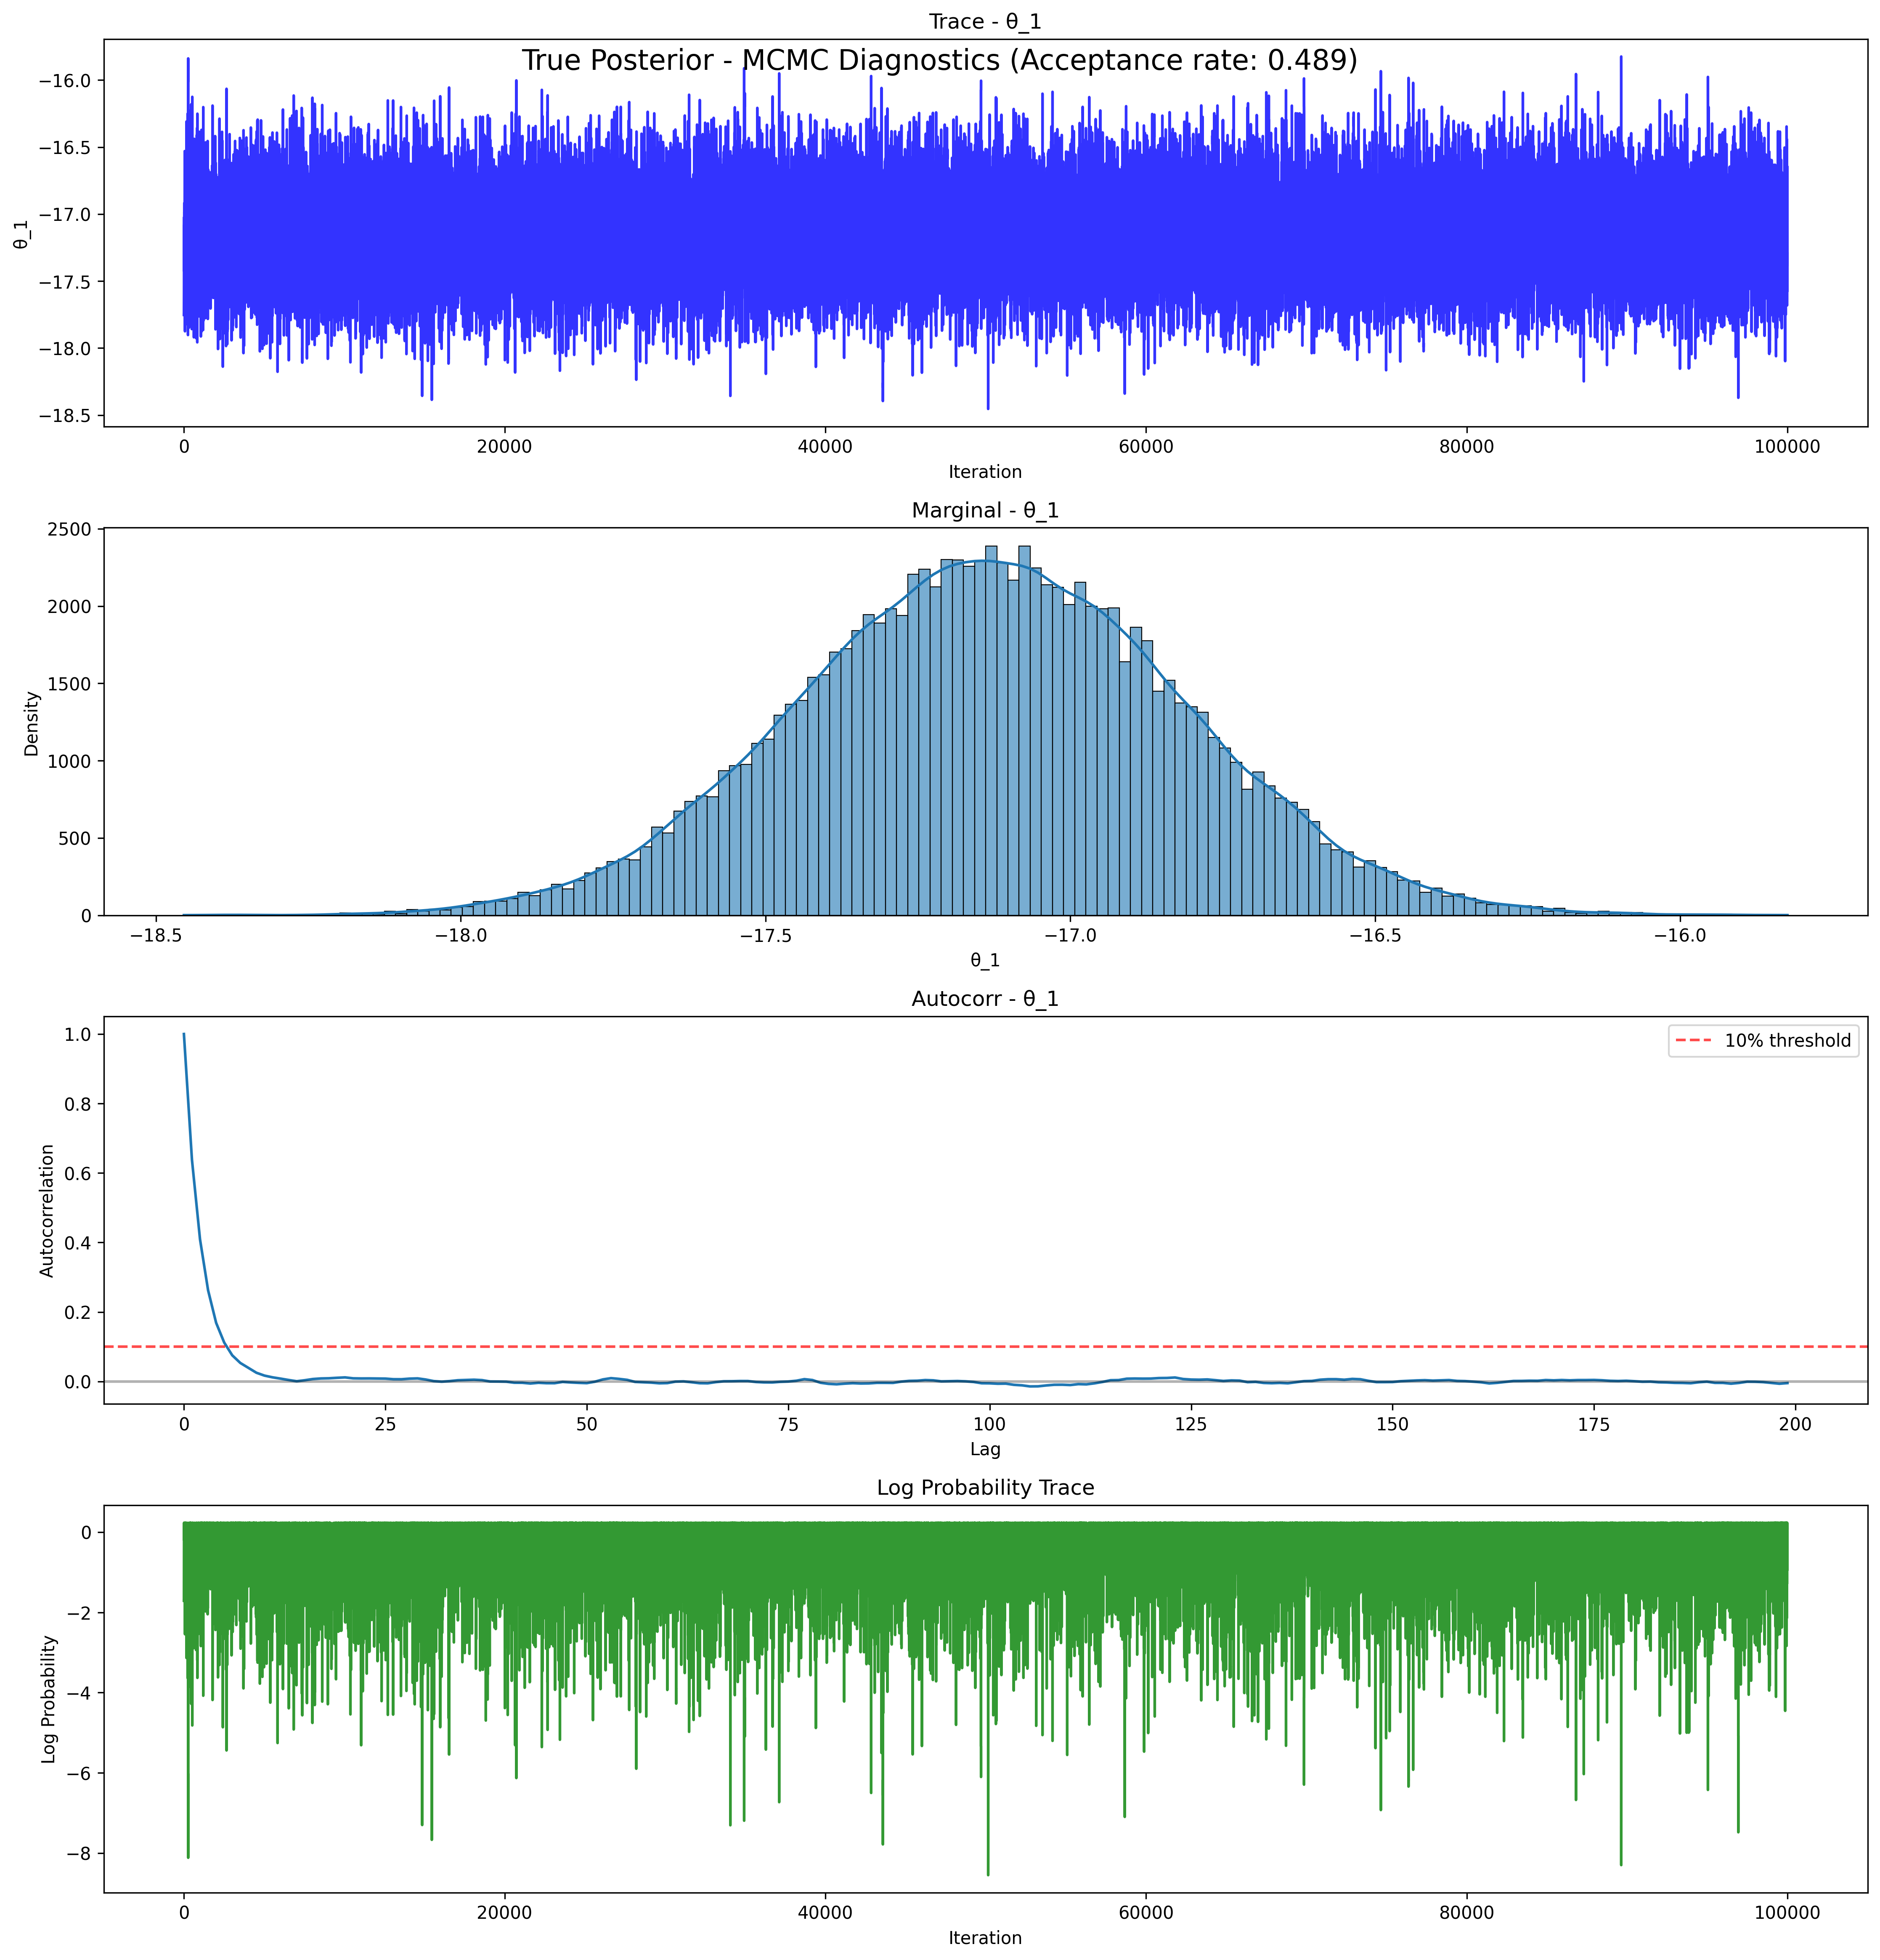 Trace - θ_1
True Posterior - MCMC Diagnostics (Acceptance rate: 0.489)
−16.0
−16.5
−17.0
−17.5
−18.0
−18.5
θ_1
0 20000 40000 60000 80000 100000
Iteration
Marginal - θ_1
2500
2000
1500
1000
500
0
Density
−18.5 −18.0 −17.5 −17.0 −16.5 −16.0
θ_1
Autocorr - θ_1
10% threshold
1.0
0.8
0.6
0.4
0.2
0.0
Autocorrelation
0 25 50 75 100 125 150 175 200
Lag
Log Probability Trace
0
−2
−4
−6
−8
Log Probability
0 20000 40000 60000 80000 100000
Iteration